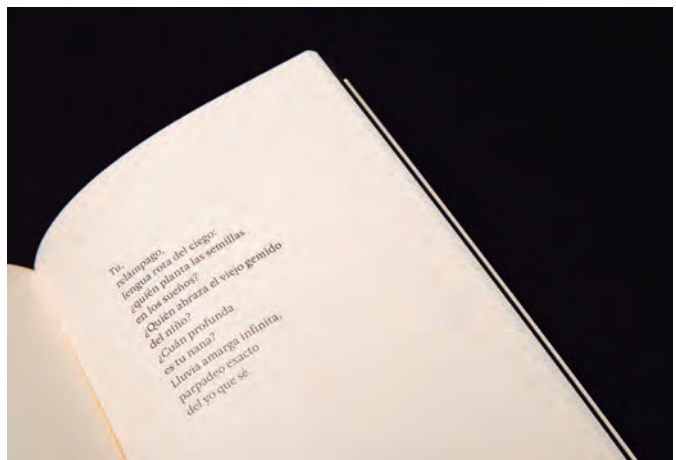 Tú,
relámpago,
lengua rota del ciego:
¿quién planta las semillas
en los sueños?
¿Quién abraza el viejo gemido
del niño?
¿Cuán profunda
es tu nana?
Lluvia amarga infinita,
parpadeo exacto
del yo que sé.